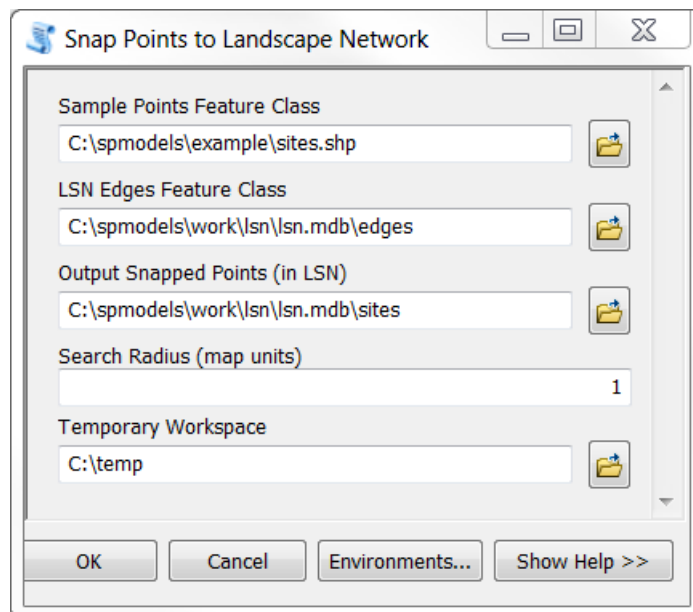 Snap Points to Landscape Network
Sample Points Feature Class
C:\spmodels\example\sites.shp
LSN Edges Feature Class
C:\spmodels\work\lsn\lsn.mdb\edges
Output Snapped Points (in LSN)
C:\spmodels\work\lsn\lsn.mdb\sites
Search Radius (map units)
1
Temporary Workspace
C:\temp
OK Cancel Environments... Show Help >>